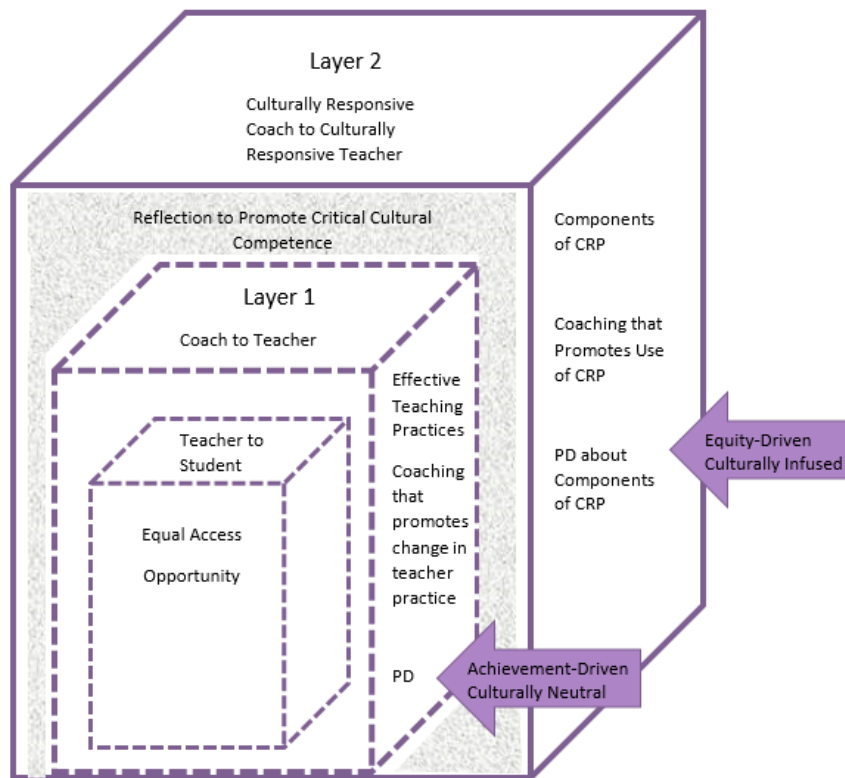 Layer 2
Culturally Responsive
Coach to Culturally
Responsive Teacher
Reflection to Promote Critical Cultural
Competence
Components
of CRP
Coaching that
Promotes Use
of CRP
PD about
Components
of CRP
Equity-Driven
Culturally Infused
Layer 1
Coach to Teacher
Effective
Teaching
Practices
Coaching
that
promotes
change in
teacher
practice
PD
Achievement-Driven
Culturally Neutral
Teacher to
Student
Equal Access
Opportunity